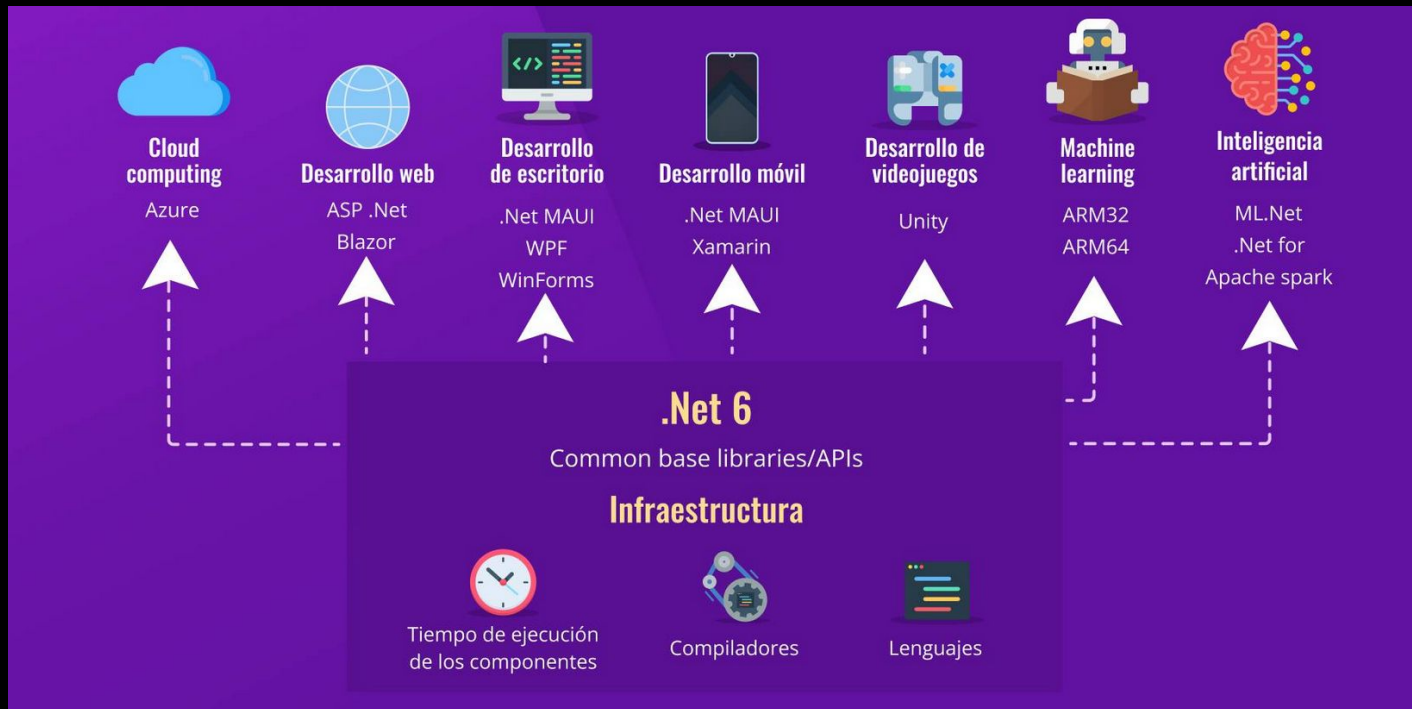 Cloud
computing
Azure
Desarrollo web
ASP .Net
Blazor
Desarrollo
de escritorio
.Net MAUI
WPF
WinForms
Desarrollo móvil
.Net MAUI
Xamarin
Desarrollo de
videojuegos
Unity
Machine
learning
ARM32
ARM64
Inteligencia
artificial
ML.Net
.Net for
Apache spark
.Net 6
Common base libraries/APIs
Infraestructura
Tiempo de ejecución
de los componentes
Compiladores
Lenguajes